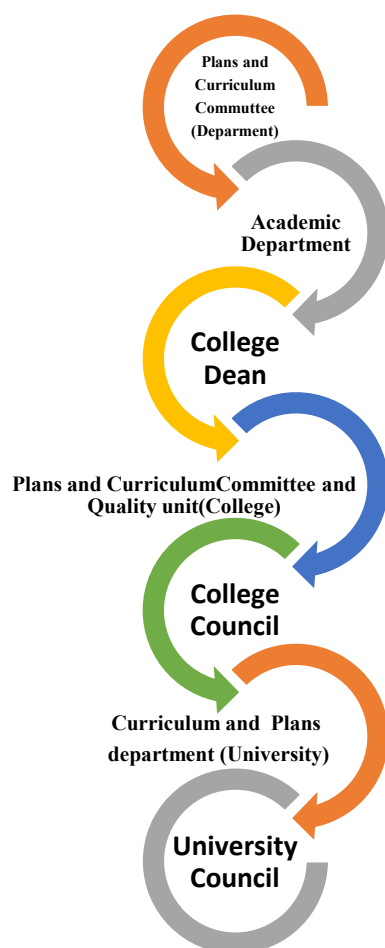 Plans and
Curriculum
Commuttee
(Deparment)
Academic
Department
College
Dean
Plans and CurriculumCommittee and
Quality unit(College)
College
Council
Curriculum and Plans
department (University)
University
Council